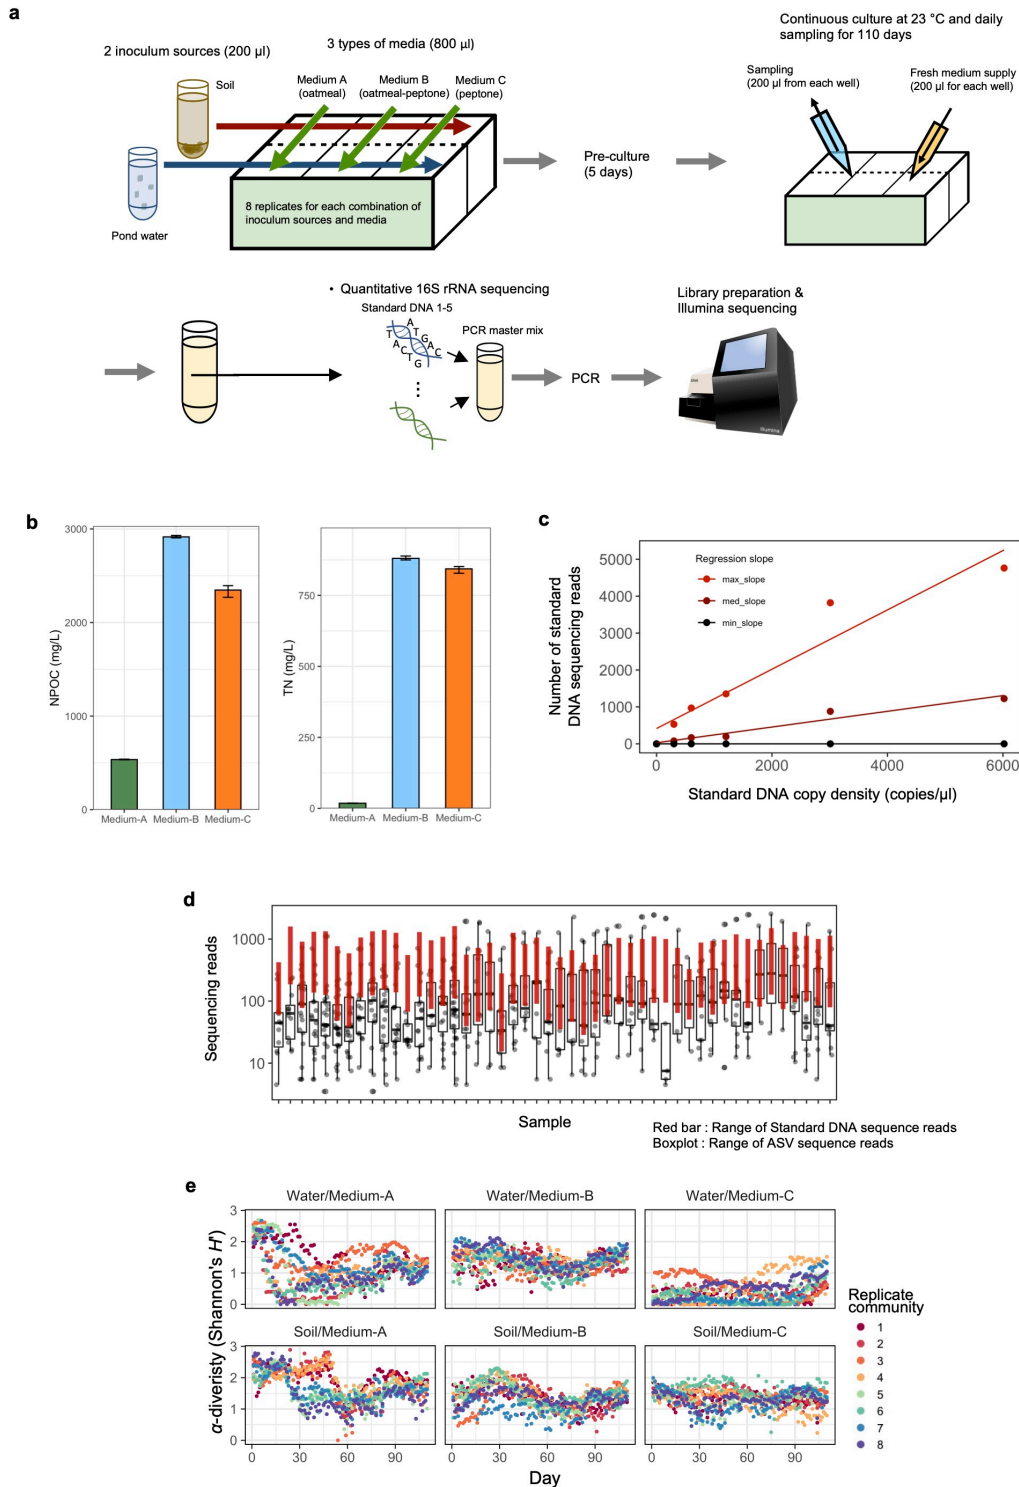 a
2 inoculum sources (200 µl)
3 types of media (800 µl)
Continuous culture at 23 °C and daily
sampling for 110 days
Soil
Medium A
(oatmeal)
Medium B
(oatmeal-peptone)
Medium C
(peptone)
Sampling
(200 µl from each well)
Fresh medium supply
(200 µl for each well)
Pre-culture
(5 days)
8 replicates for each combination of
inoculum sources and media
Pond water
• Quantitative 16S rRNA sequencing
Standard DNA 1-5
PCR master mix
Library preparation &
Illumina sequencing
A
T T G
A A
C C
T
G
PCR
illumina
b
NPOC (mg/L)
3000
2000
1000
0
Medium-A Medium-B Medium-C
TN (mg/L)
750
500
250
0
Medium-A Medium-B Medium-C
c
Number of standard
DNA sequencing reads
5000
4000
3000
2000
1000
0
Regression slope
max_slope
med_slope
min_slope
0 2000 4000 6000
Standard DNA copy density (copies/µl)
d
Sequencing reads
1000
100
10
Sample
Red bar : Range of Standard DNA sequence reads
Boxplot : Range of ASV sequence reads
e
α-diveristy (Shannon's H')
Water/Medium-A Water/Medium-B Water/Medium-C
3
2
1
0
Soil/Medium-A Soil/Medium-B Soil/Medium-C
3
2
1
0
0 30 60 90 0 30 60 90 0 30 60 90
Day
Replicate
community
1
2
3
4
5
6
7
8